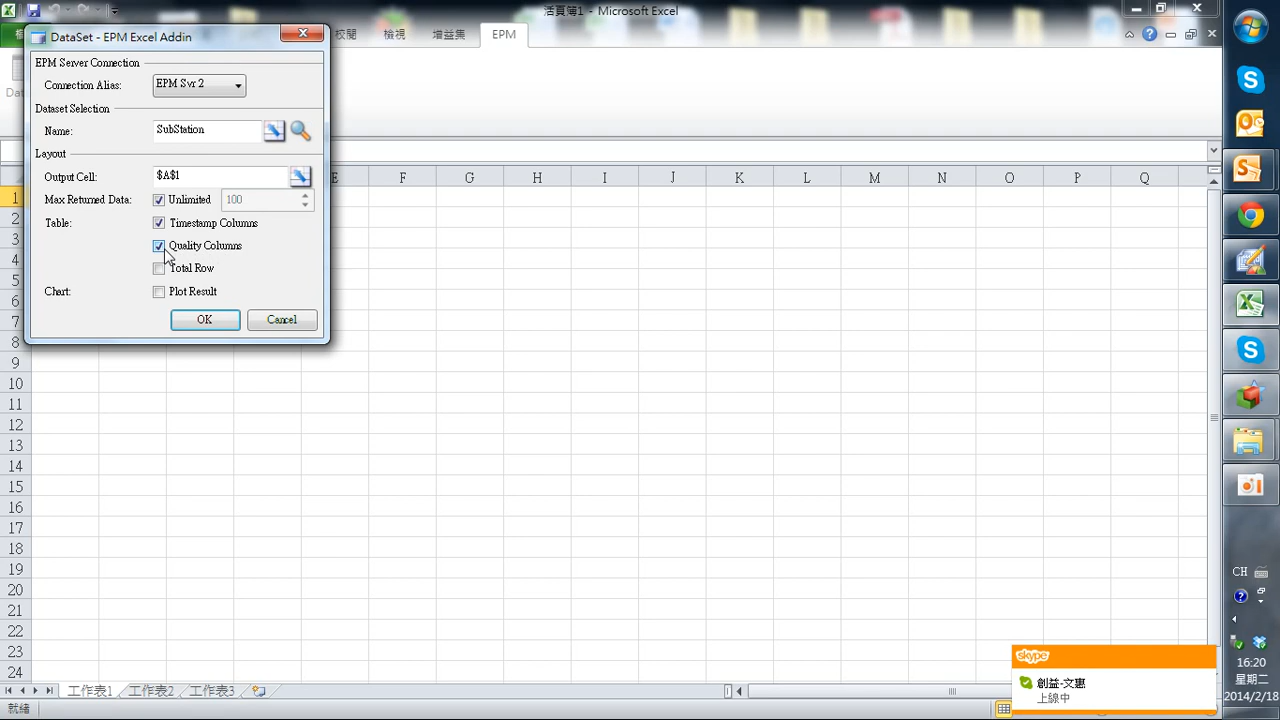 活頁簿1 - Microsoft Excel
DataSet - EPM Excel Addin
校閱 檢視 增益集 EPM
EPM Server Connection
Connection Alias: EPM Svr 2
Dataset Selection
Name: SubStation
Layout
Output Cell: $A$1
Max Returned Data: Unlimited 100
Table: Timestamp Columns
Quality Columns
Total Row
Chart: Plot Result
OK Cancel
E F G H I J K L M N O P Q
1
2
3
4
5
6
7
8
9
10
11
12
13
14
15
16
17
18
19
20
21
22
23
24
工作表1 工作表2 工作表3
就緒
skype
創益-文惠
上線中
CH
16:20
星期二
2014/2/18